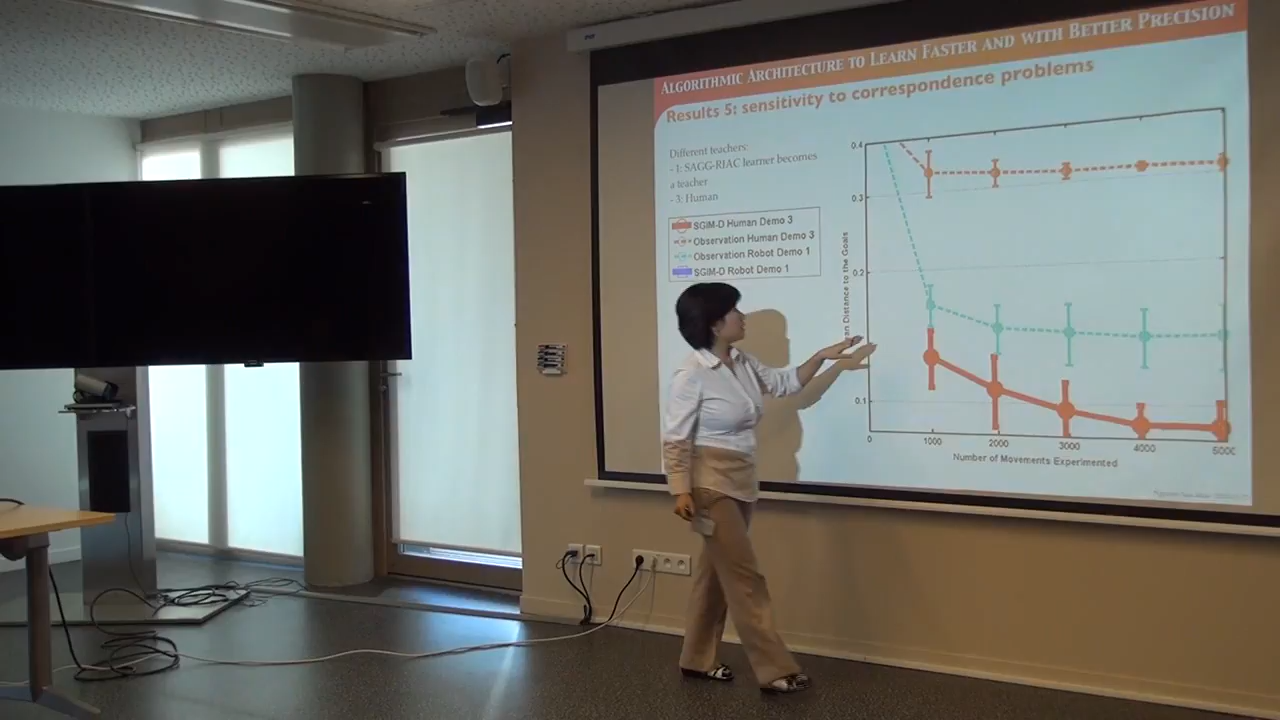 ALGORITHMIC ARCHITECTURE TO LEARN FASTER AND WITH BETTER PRECISION
Results 5: sensitivity to correspondence problems
Different teachers:
- 1: SAGG-RIAC learner becomes
a teacher
- 3: Human
SGIM-D Human Demo 3
Observation Human Demo 3
Observation Robot Demo 1
SGIM-D Robot Demo 1
Distance to the Goals
0.4
0.3
0.2
0.1
0
1000
2000
3000
4000
Number of Movements Experimented